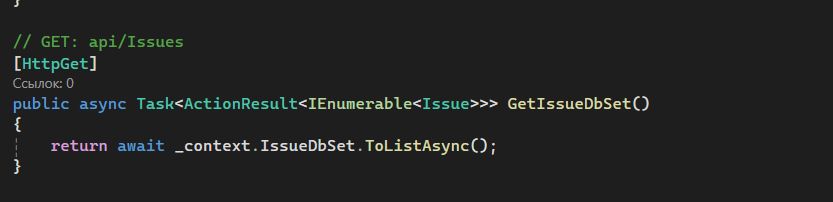 }
// GET: api/Issues
[HttpGet]
Ссылок: 0
public async Task<ActionResult<IEnumerable<Issue>>> GetIssueDbSet()
{
return await _context.IssueDbSet.ToListAsync();
}